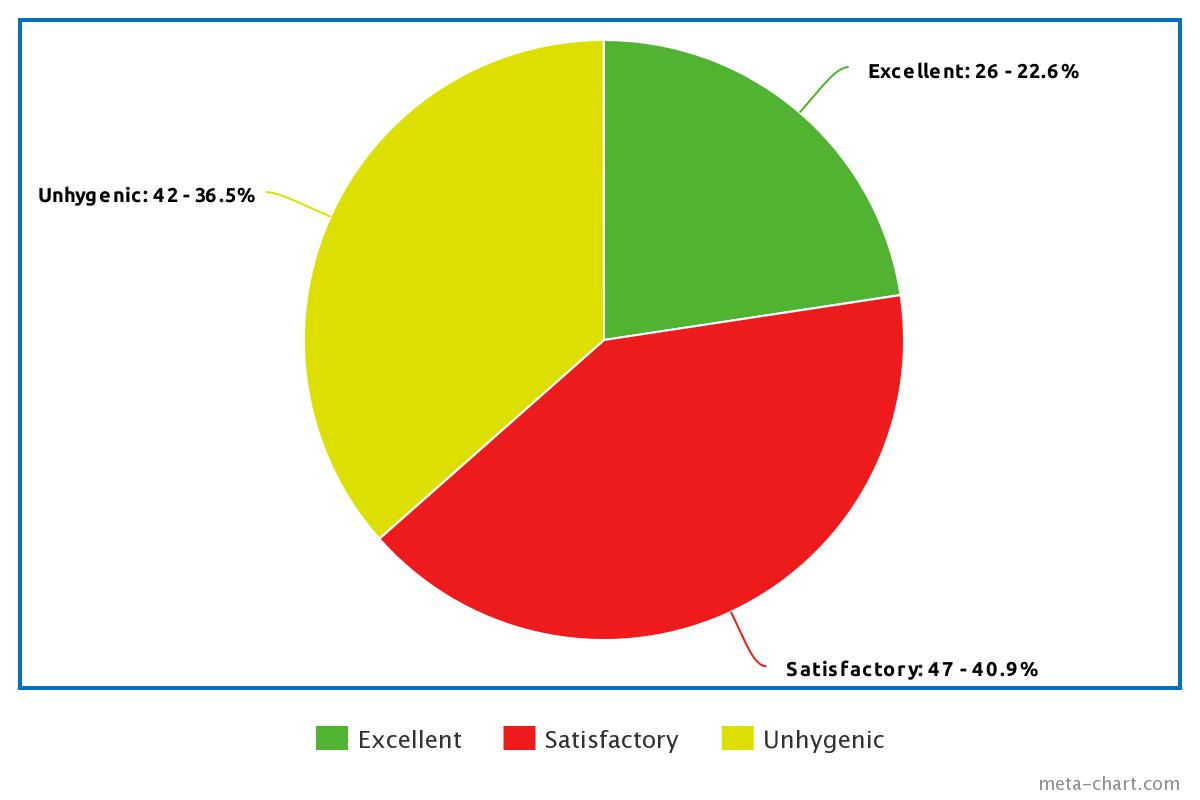 Excellent: 26 - 22.6%
Unhygenic: 42 - 36.5%
Satisfactory: 47 - 40.9%
Excellent Satisfactory Unhygenic
meta-chart.com